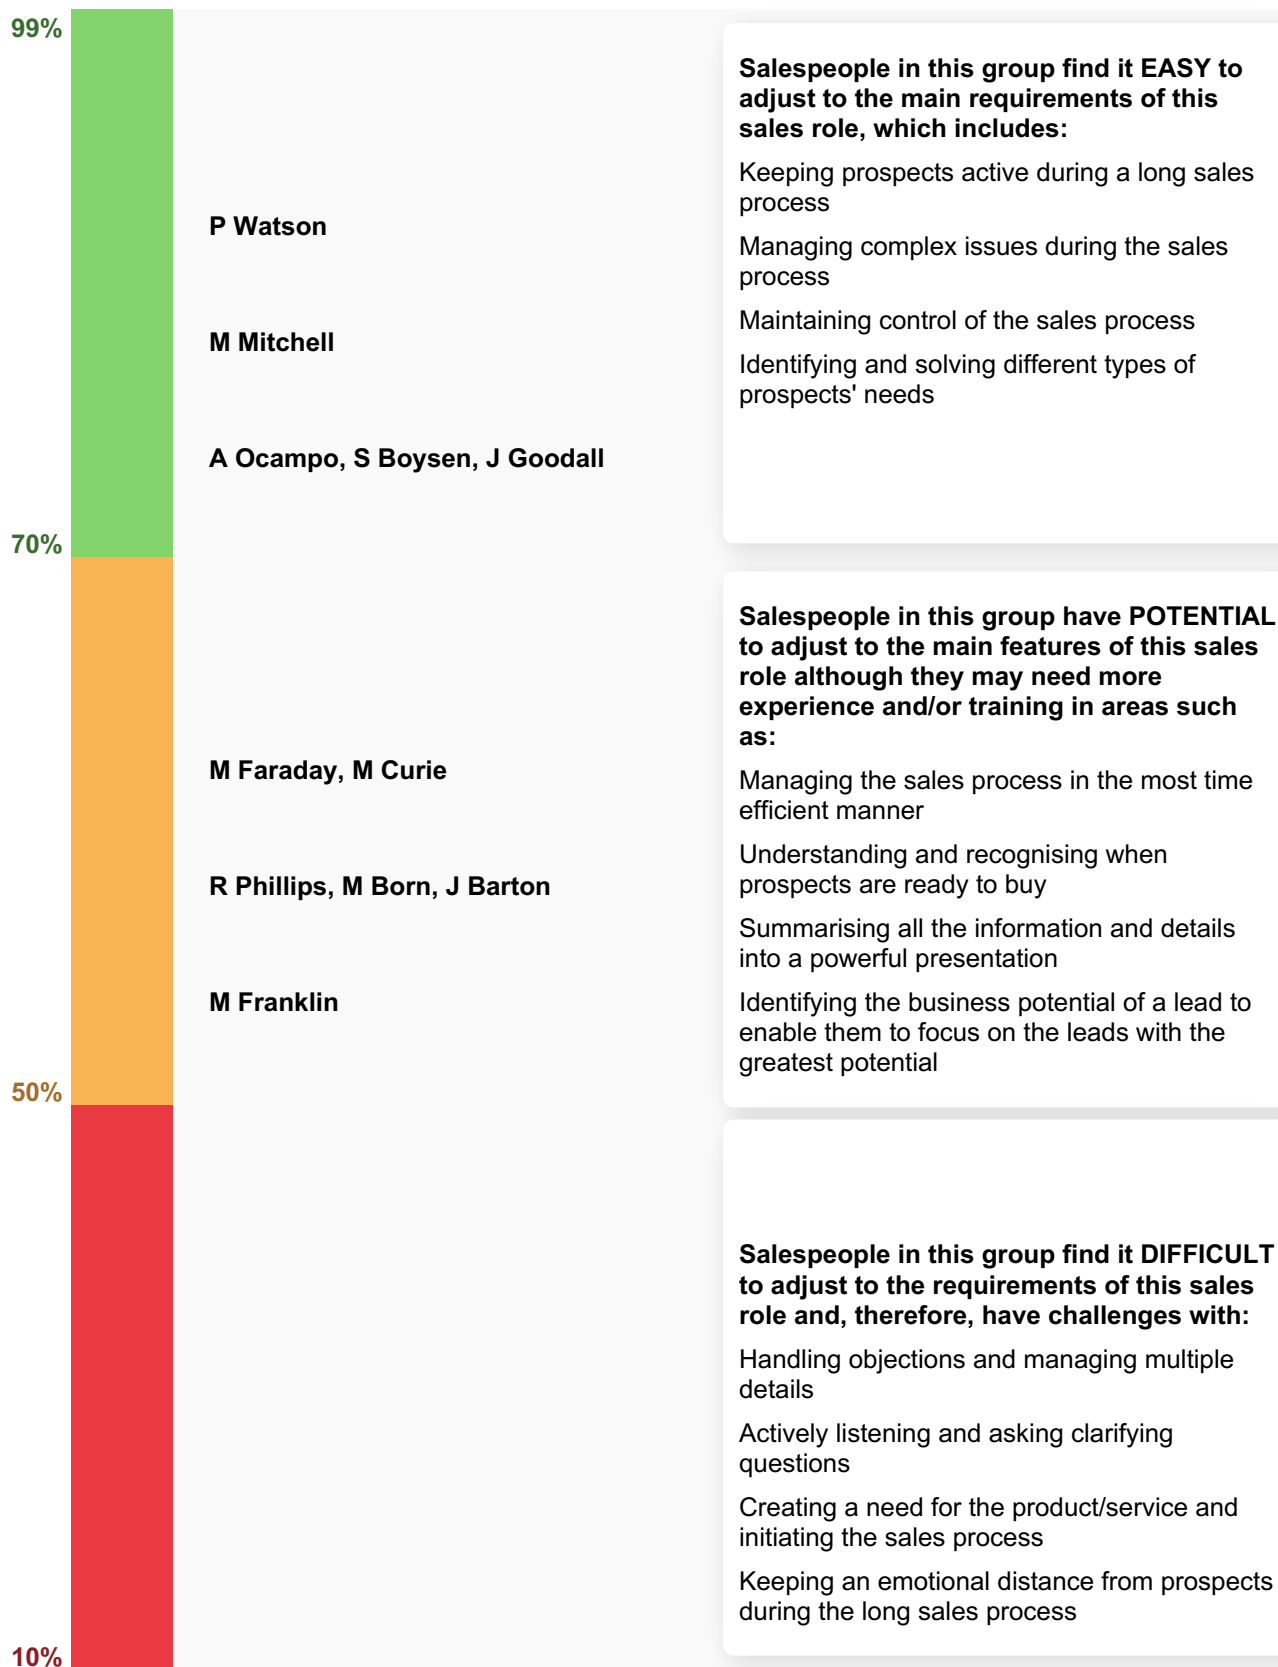 99%
Salespeople in this group find it EASY to
adjust to the main requirements of this
sales role, which includes:
Keeping prospects active during a long sales
process
P Watson
Managing complex issues during the sales
process
Maintaining control of the sales process
M Mitchell
Identifying and solving different types of
prospects' needs
A Ocampo, S Boysen, J Goodall
70%
Salespeople in this group have POTENTIAL
to adjust to the main features of this sales
role although they may need more
experience and/or training in areas such
as:
M Faraday, M Curie
Managing the sales process in the most time
efficient manner
Understanding and recognising when
prospects are ready to buy
R Phillips, M Born, J Barton
Summarising all the information and details
into a powerful presentation
M Franklin
Identifying the business potential of a lead to
enable them to focus on the leads with the
greatest potential
50%
Salespeople in this group find it DIFFICULT
to adjust to the requirements of this sales
role and, therefore, have challenges with:
Handling objections and managing multiple
details
Actively listening and asking clarifying
questions
Creating a need for the product/service and
initiating the sales process
Keeping an emotional distance from prospects
during the long sales process
10%